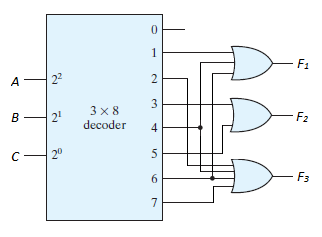 0
1
F₁
A 2² 2
3
B 2¹ 3 × 8 F₂
decoder 4
C 2⁰ 5
6 F₃
7